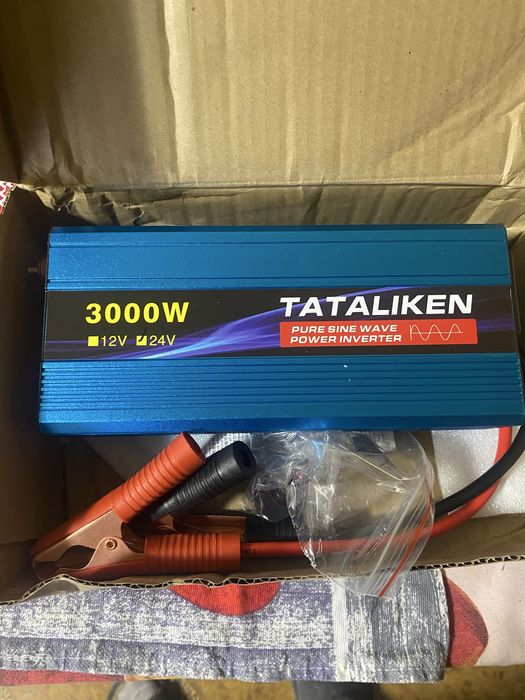 3000W
12V 24V
TATALIKEN
PURE SINE WAVE
POWER INVERTER